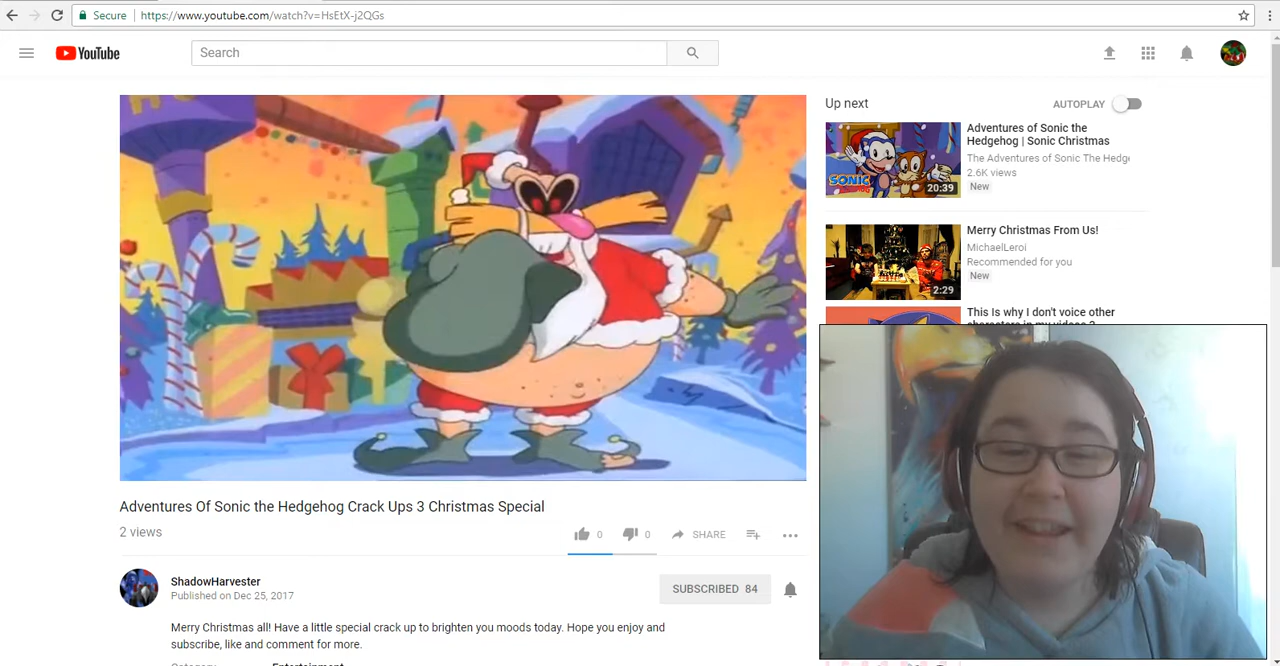 Secure
https://www.youtube.com/watch?v=HsEtX-j2QGs
YouTube
Search
Up next
AUTOPLAY
Adventures of Sonic the
Hedgehog | Sonic Christmas
The Adventures of Sonic The Hedg
2.6K views
New
SONIC
20:39
Merry Christmas From Us!
MichaelLeroi
Recommended for you
New
2:29
This Is why I don't voice other
Adventures Of Sonic the Hedgehog Crack Ups 3 Christmas Special
2 views
0
0
SHARE
ShadowHarvester
Published on Dec 25, 2017
SUBSCRIBED 84
Merry Christmas all! Have a little special crack up to brighten you moods today. Hope you enjoy and
subscribe, like and comment for more.
Category
Entertainment